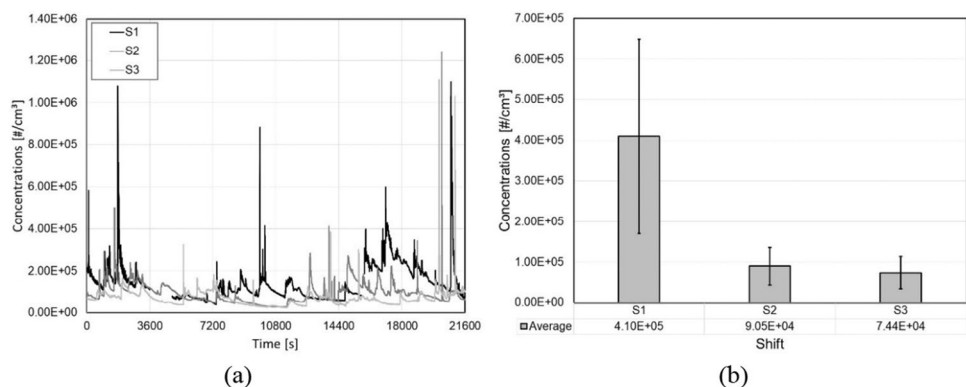 1.40E+06
1.20E+06
1.00E+06
8.00E+05
6.00E+05
4.00E+05
2.00E+05
0.00E+00
Concentrations [#/cm³]
S1
S2
S3
0 3600 7200 10800 14400 18000 21600
Time [s]
(a)
7.00E+05
6.00E+05
5.00E+05
4.00E+05
3.00E+05
2.00E+05
1.00E+05
0.00E+00
Concentrations [#/cm³]
S1 S2 S3
Average 4.10E+05 9.05E+04 7.44E+04
Shift
(b)